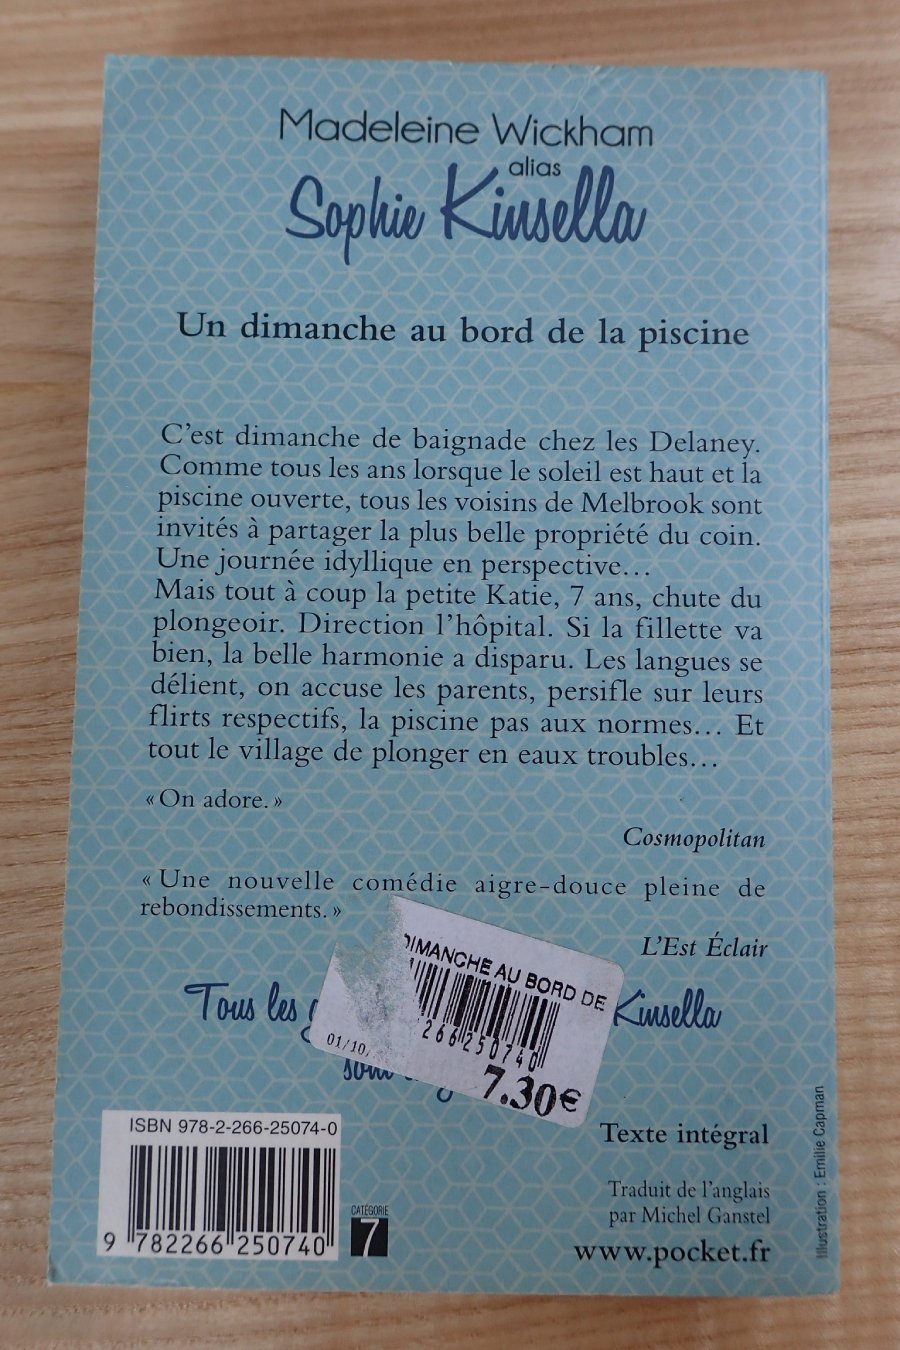 Madeleine Wickham
alias
Sophie Kinsella
Un dimanche au bord de la piscine
C'est dimanche de baignade chez les Delaney.
Comme tous les ans lorsque le soleil est haut et la
piscine ouverte, tous les voisins de Melbrook sont
invités à partager la plus belle propriété du coin.
Une journée idyllique en perspective…
Mais tout à coup la petite Katie, 7 ans, chute du
plongeoir. Direction l'hôpital. Si la fillette va
bien, la belle harmonie a disparu. Les langues se
délient, on accuse les parents, persifle sur leurs
flirts respectifs, la piscine pas aux normes… Et
tout le village de plonger en eaux troubles…
« On adore. »
Cosmopolitan
« Une nouvelle comédie aigre-douce pleine de
rebondissements. »
L'Est Éclair
DIMANCHE AU BORD DE
Tous les Kinsella
266250740
01/10/
7.30€
ISBN 978-2-266-25074-0
9 782266 250740
CATÉGORIE
7
Texte intégral
Traduit de l'anglais
par Michel Ganstel
www.pocket.fr
Illustration : Emilie Capman